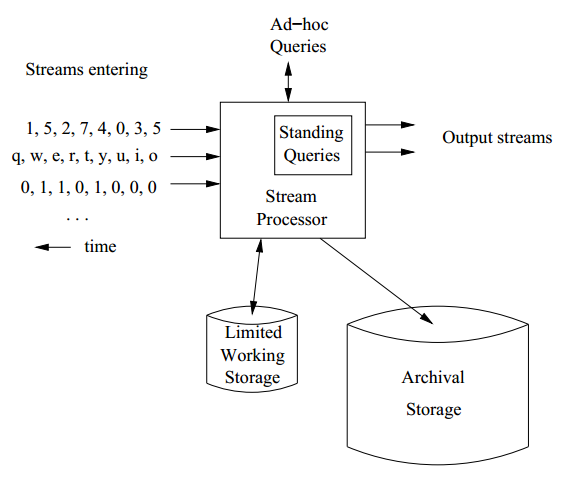 Ad-hoc
Queries
Streams entering
1, 5, 2, 7, 4, 0, 3, 5
q, w, e, r, t, y, u, i, o
0, 1, 1, 0, 1, 0, 0, 0
. . .
time
Standing
Queries
Stream
Processor
Output streams
Limited
Working
Storage
Archival
Storage